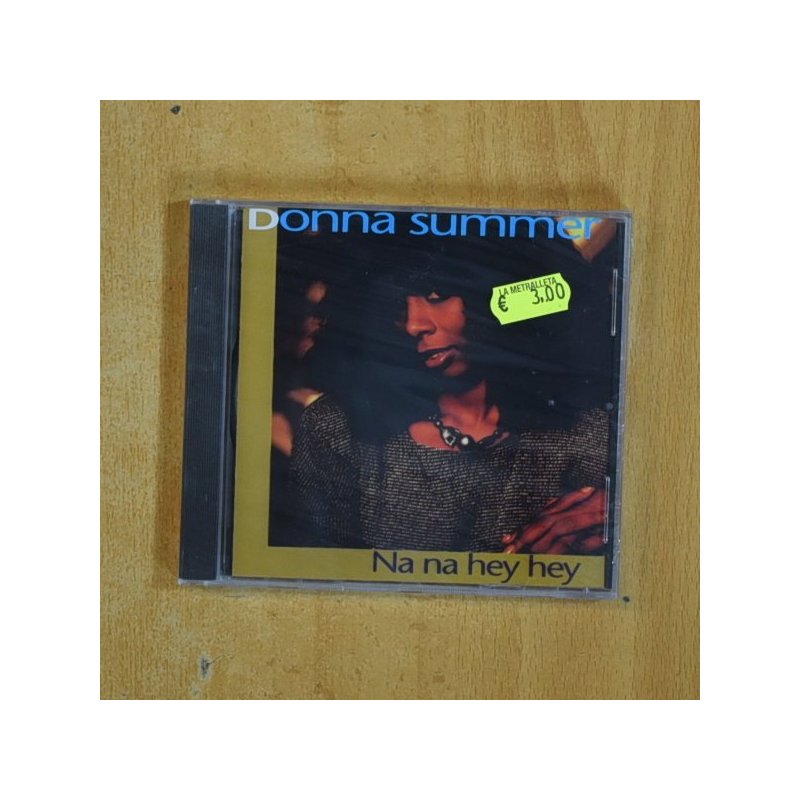 Donna summer
LA METRALLETA
€ 3.00
Na na hey hey